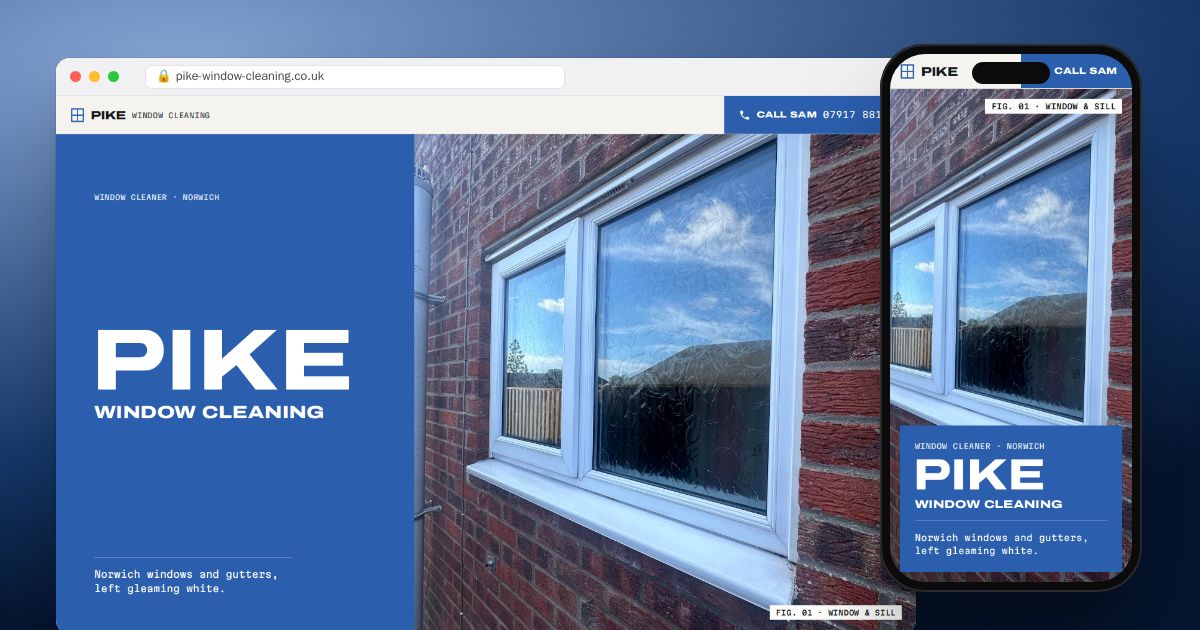 pike-window-cleaning.co.uk
PIKE WINDOW CLEANING
CALL SAM 07917 881
WINDOW CLEANER · NORWICH
PIKE
WINDOW CLEANING
Norwich windows and gutters,
left gleaming white.
FIG. 01 · WINDOW & SILL
PIKE
CALL SAM
FIG. 01 · WINDOW & SILL
WINDOW CLEANER · NORWICH
PIKE
WINDOW CLEANING
Norwich windows and gutters,
left gleaming white.